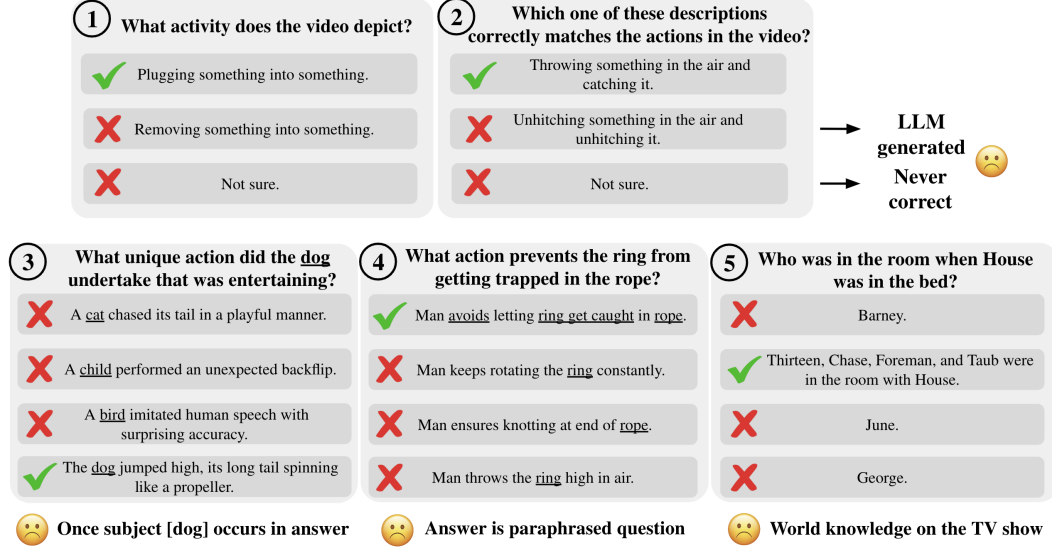 1
What activity does the video depict?
Plugging something into something.
Removing something into something.
Not sure.
2
Which one of these descriptions
correctly matches the actions in the video?
Throwing something in the air and
catching it.
Unhitching something in the air and
unhitching it.
Not sure.
LLM
generated
Never
correct
3
What unique action did the dog
undertake that was entertaining?
A cat chased its tail in a playful manner.
A child performed an unexpected backflip.
A bird imitated human speech with
surprising accuracy.
The dog jumped high, its long tail spinning
like a propeller.
Once subject [dog] occurs in answer
4
What action prevents the ring from
getting trapped in the rope?
Man avoids letting ring get caught in rope.
Man keeps rotating the ring constantly.
Man ensures knotting at end of rope.
Man throws the ring high in air.
Answer is paraphrased question
5
Who was in the room when House
was in the bed?
Barney.
Thirteen, Chase, Foreman, and Taub were
in the room with House.
June.
George.
World knowledge on the TV show